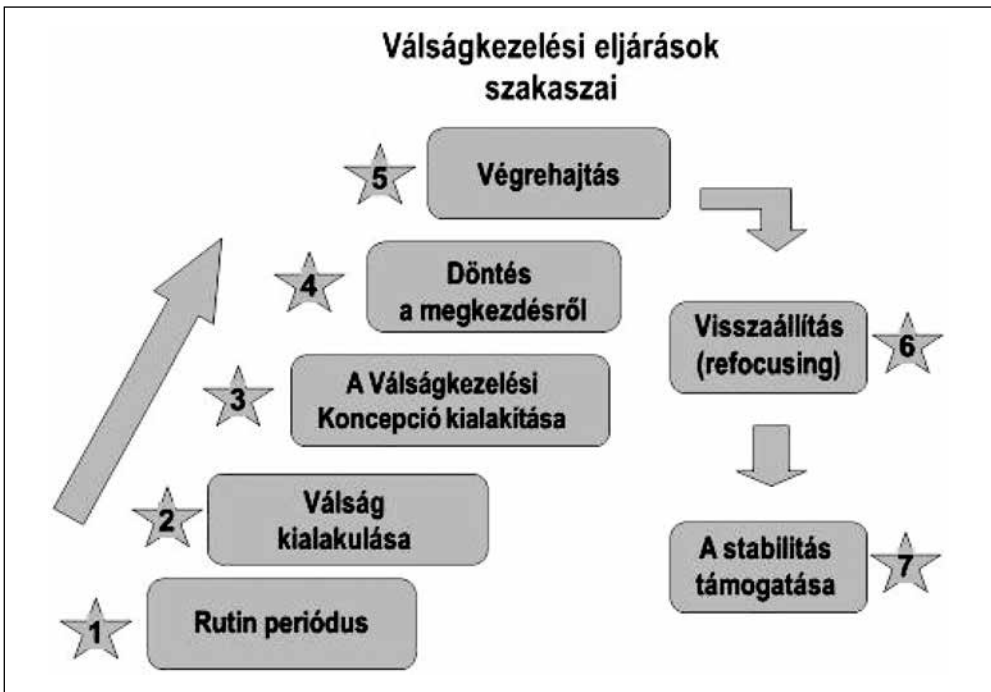 Válságkezelési eljárások
szakaszai
5
Végrehajtás
4
Döntés
a megkezdésről
3
A Válságkezelési
Koncepció kialakítása
2
Válság
kialakulása
1
Rutin periódus
Visszaállítás
(refocusing)
6
A stabilitás
támogatása
7